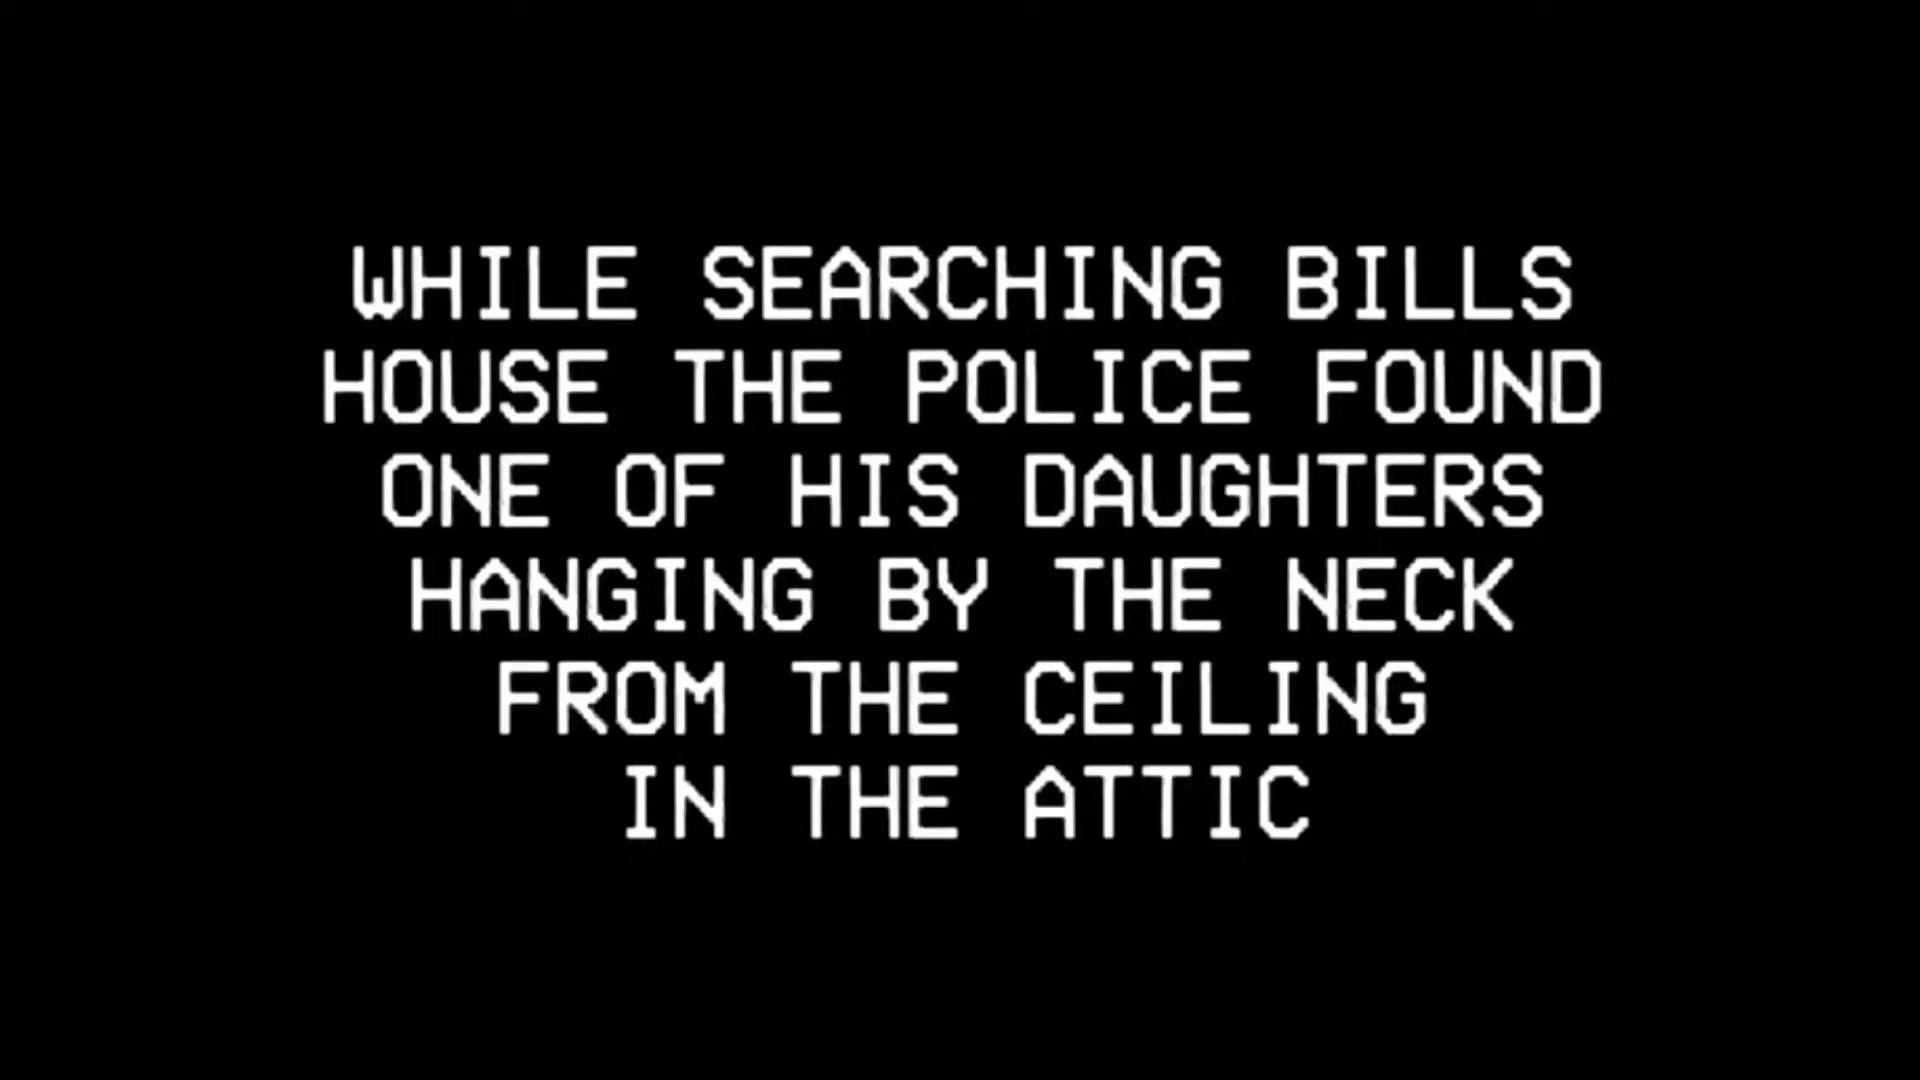 WHILE SEARCHING BILLS
HOUSE THE POLICE FOUND
ONE OF HIS DAUGHTERS
HANGING BY THE NECK
FROM THE CEILING
IN THE ATTIC